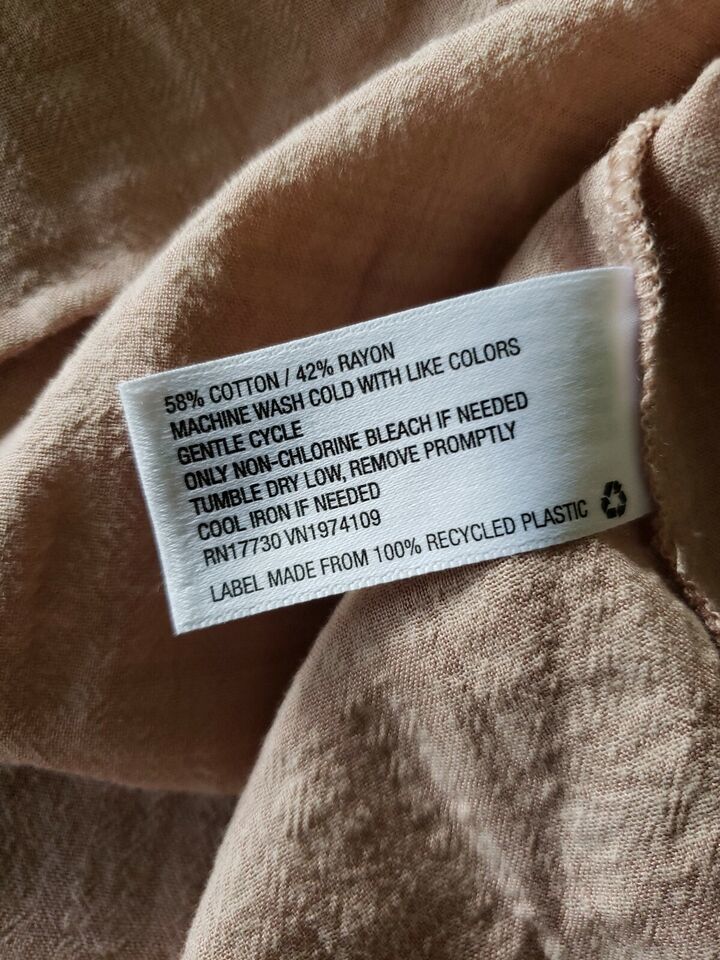 58% COTTON / 42% RAYON
MACHINE WASH COLD WITH LIKE COLORS
GENTLE CYCLE
ONLY NON-CHLORINE BLEACH IF NEEDED
TUMBLE DRY LOW, REMOVE PROMPTLY
COOL IRON IF NEEDED
RN17730 VN1974109
LABEL MADE FROM 100% RECYCLED PLASTIC